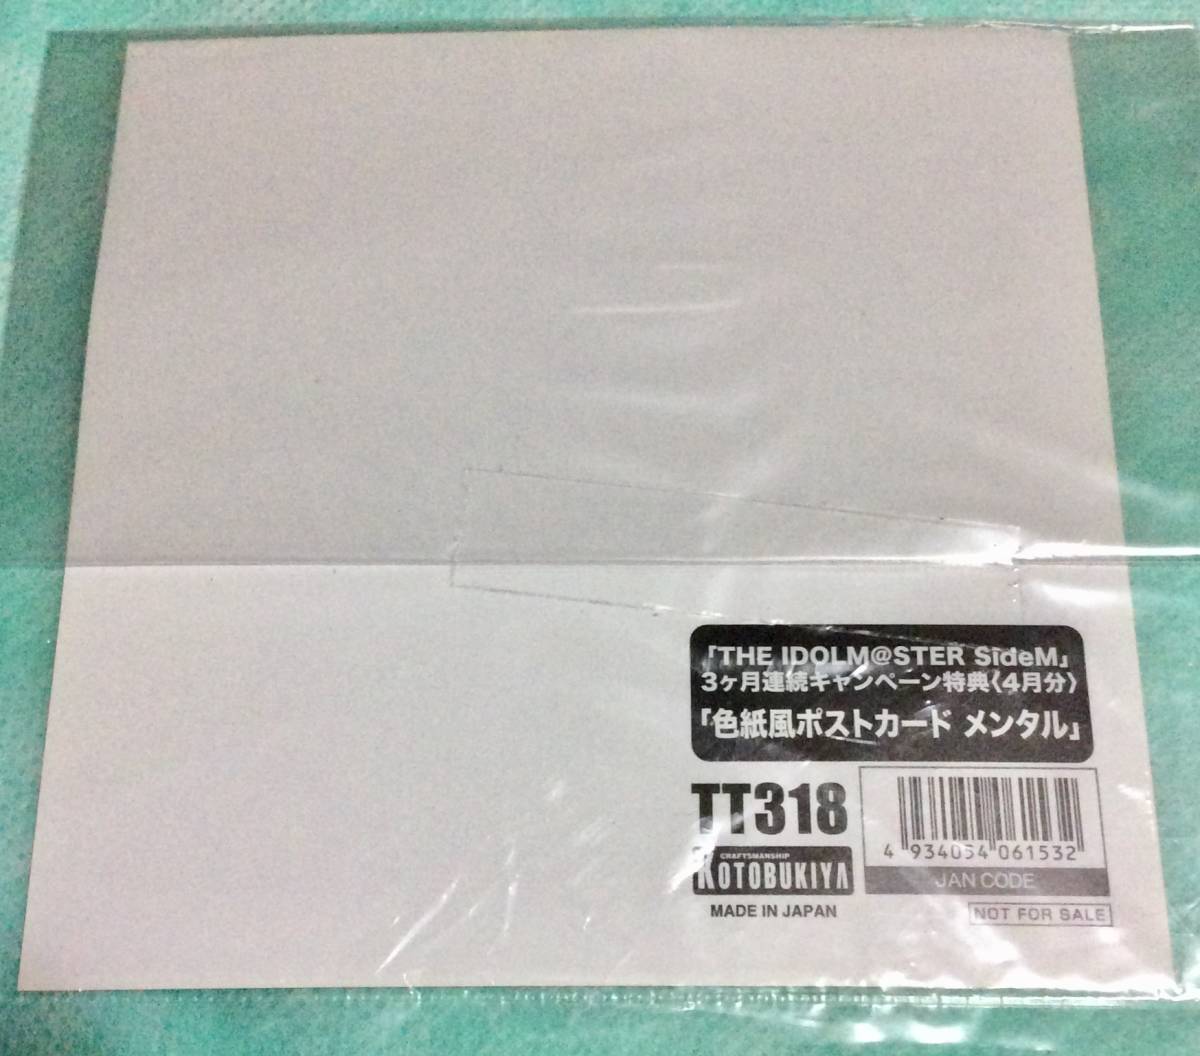 「THE IDOLM@STER SideM」
3ヶ月連続キャンペーン特典〈4月分〉
「色紙風ポストカード メンタル」
TT318
CRAFTSMANSHIP
KOTOBUKIYA
MADE IN JAPAN
4 934054 061532
JAN CODE
NOT FOR SALE